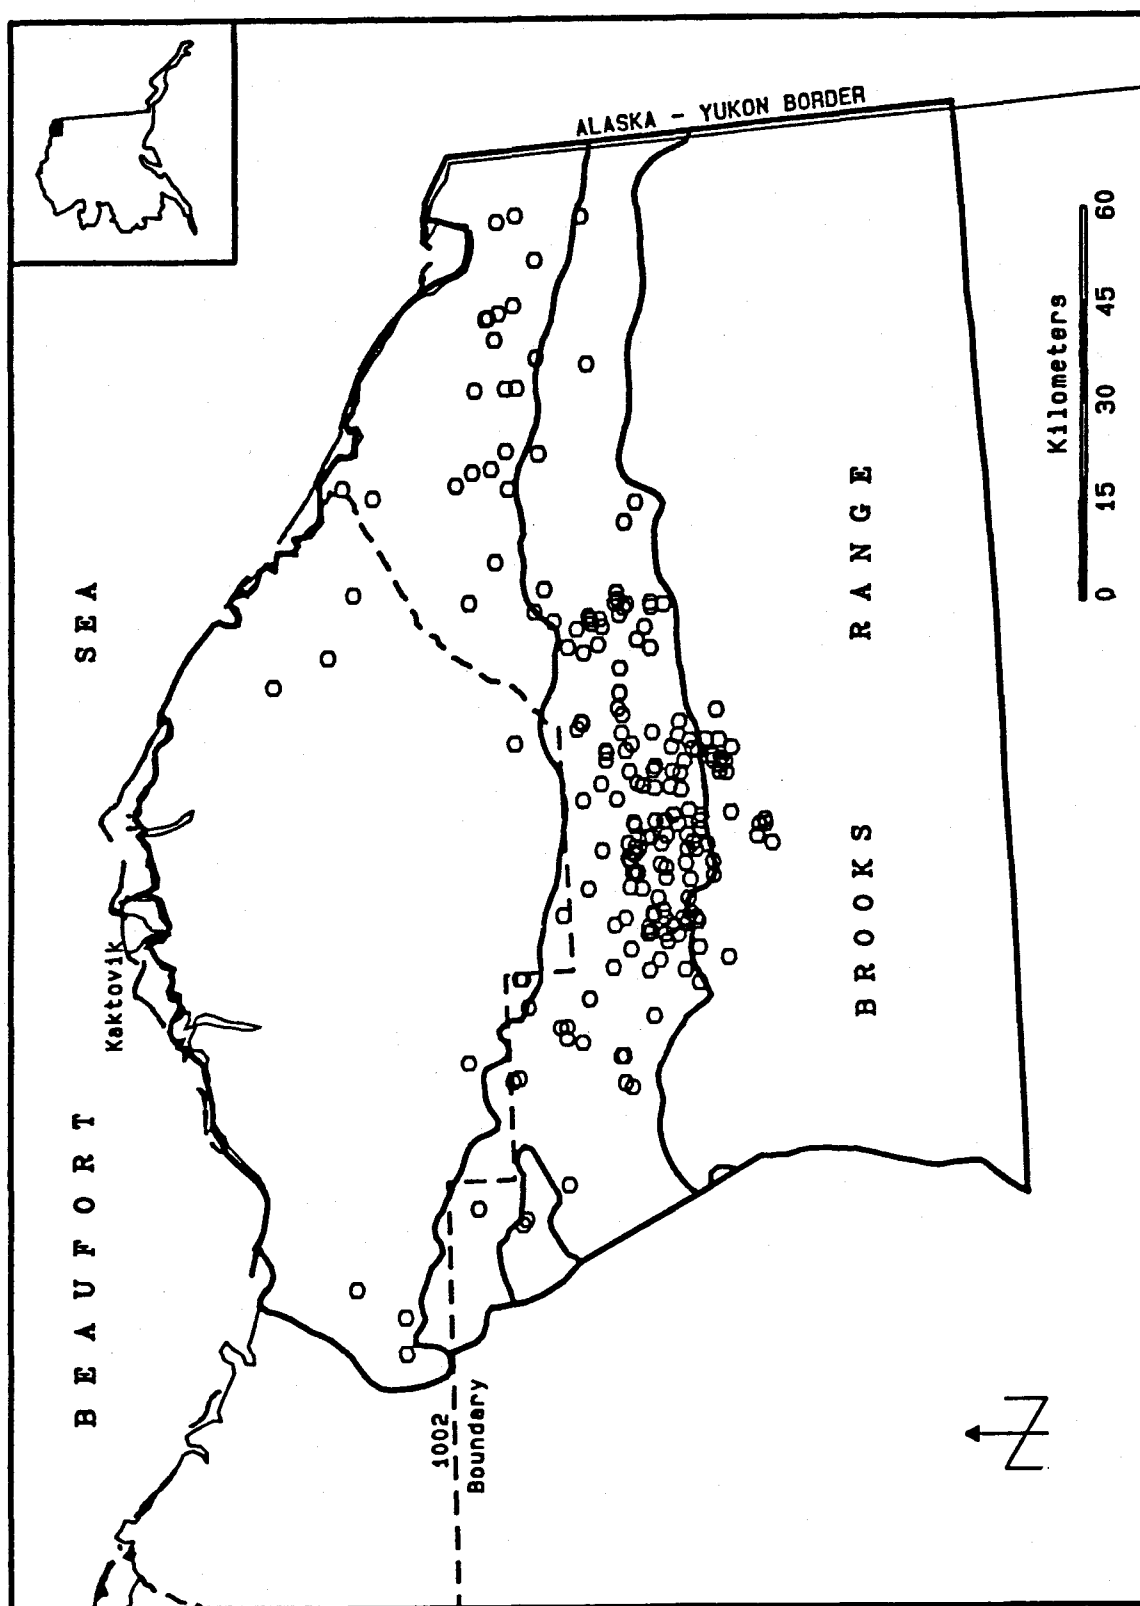 BEAUFORT SEA
Kaktovik
ALASKA - YUKON BORDER
1002
Boundary
BROOKS RANGE
Kilometers
0 15 30 45 60
N